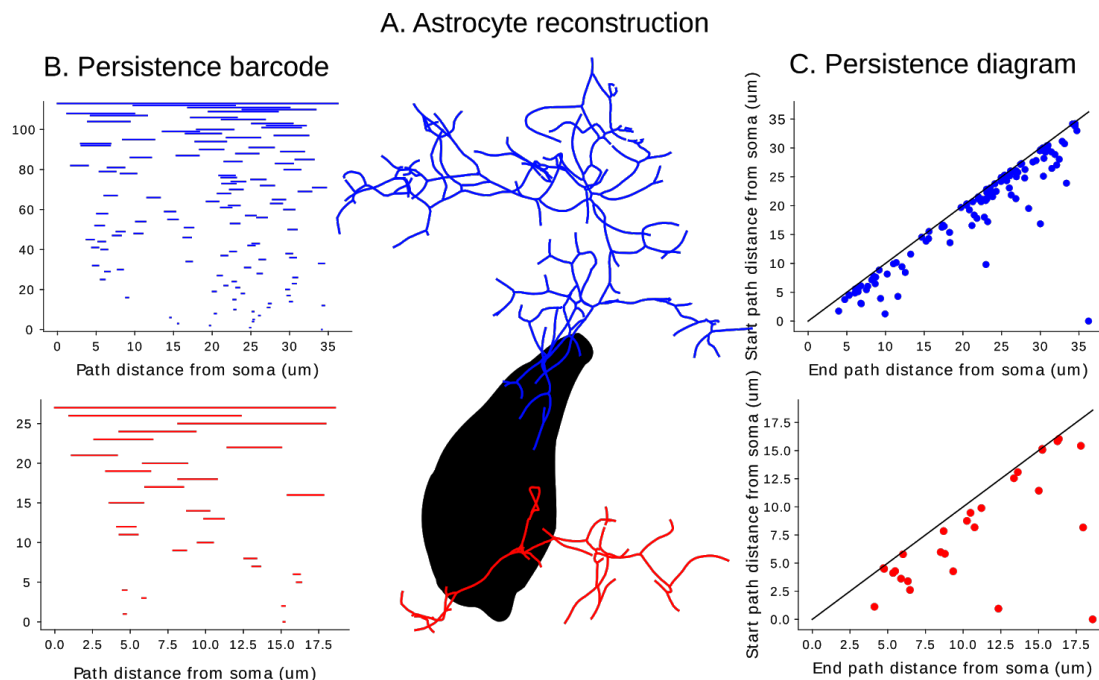 A. Astrocyte reconstruction
B. Persistence barcode
C. Persistence diagram
100
80
60
40
20
0
0 5 10 15 20 25 30 35
Path distance from soma (um)
25
20
15
10
5
0
0.0 2.5 5.0 7.5 10.0 12.5 15.0 17.5
Path distance from soma (um)
Start path distance from soma (um)
35
30
25
20
15
10
5
0
0 5 10 15 20 25 30 35
End path distance from soma (um)
Start path distance from soma (um)
17.5
15.0
12.5
10.0
7.5
5.0
2.5
0.0
0.0 2.5 5.0 7.5 10.0 12.5 15.0 17.5
End path distance from soma (um)